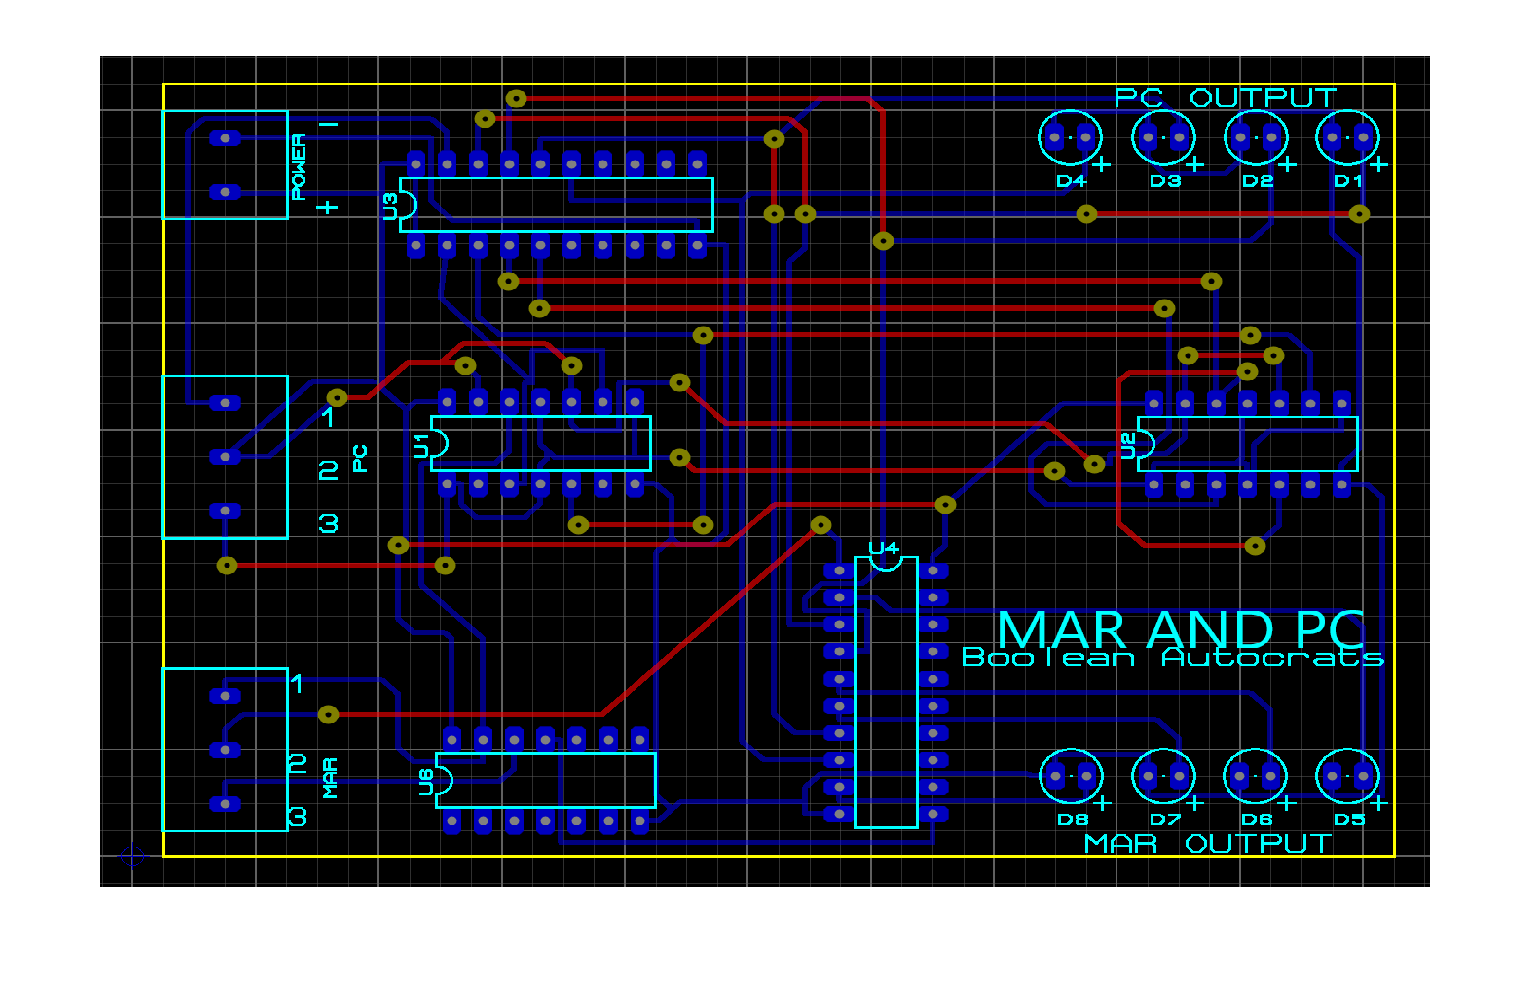 PC OUTPUT
−
POWER
+
+
+
+
+
D4
D3
D2
D1
U3
1
2
3
PC
U1
U2
U4
MAR AND PC
Boolean Autocrats
1
2
3
MAR
U6
+
+
+
+
D8
D7
D6
D5
MAR OUTPUT